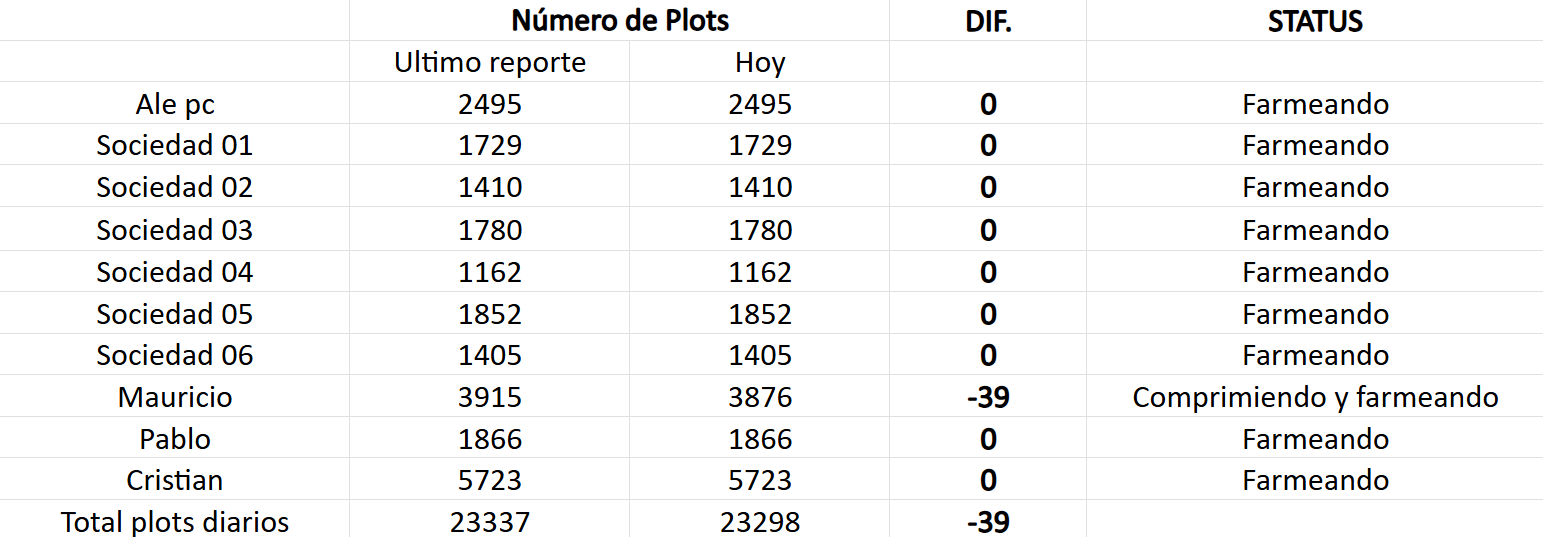 Número de Plots DIF. STATUS
Ultimo reporte Hoy
Ale pc 2495 2495 0 Farmeando
Sociedad 01 1729 1729 0 Farmeando
Sociedad 02 1410 1410 0 Farmeando
Sociedad 03 1780 1780 0 Farmeando
Sociedad 04 1162 1162 0 Farmeando
Sociedad 05 1852 1852 0 Farmeando
Sociedad 06 1405 1405 0 Farmeando
Mauricio 3915 3876 -39 Comprimiendo y farmeando
Pablo 1866 1866 0 Farmeando
Cristian 5723 5723 0 Farmeando
Total plots diarios 23337 23298 -39